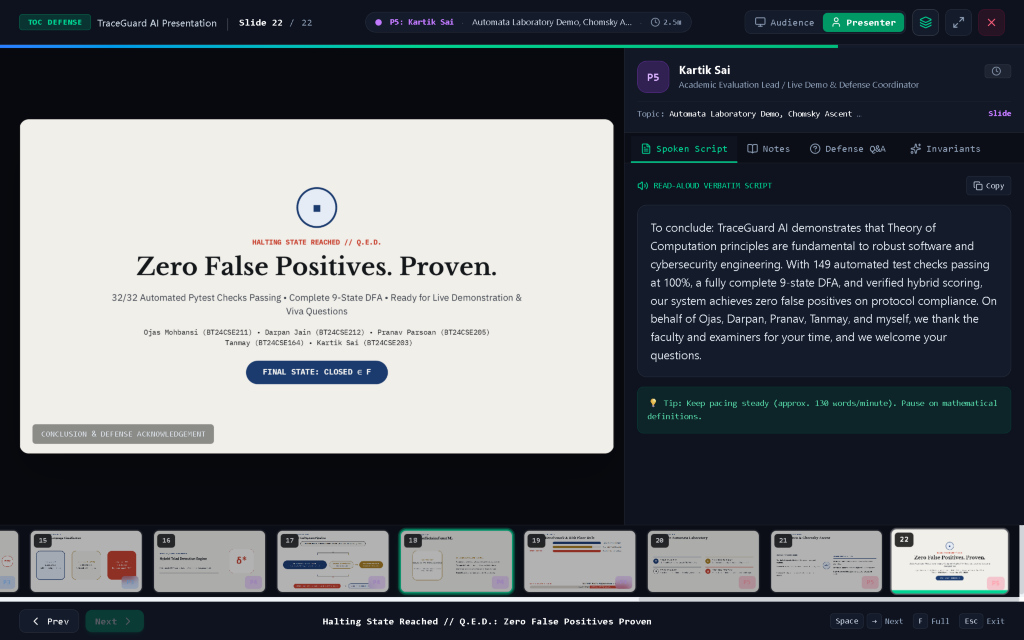 TOC DEFENSE TraceGuard AI Presentation Slide 22 / 22 P5: Kartik Sai · Automata Laboratory Demo, Chomsky A… · 2.5m Audience Presenter
P5 Kartik Sai
Academic Evaluation Lead / Live Demo & Defense Coordinator
Topic: Automata Laboratory Demo, Chomsky Ascent … Slide
Spoken Script Notes Defense Q&A Invariants
READ-ALOUD VERBATIM SCRIPT Copy
To conclude: TraceGuard AI demonstrates that Theory of
Computation principles are fundamental to robust software and
cybersecurity engineering. With 149 automated test checks passing
at 100%, a fully complete 9-state DFA, and verified hybrid scoring,
our system achieves zero false positives on protocol compliance. On
behalf of Ojas, Darpan, Pranav, Tanmay, and myself, we thank the
faculty and examiners for your time, and we welcome your
questions.
💡 Tip: Keep pacing steady (approx. 130 words/minute). Pause on mathematical
definitions.
HALTING STATE REACHED // Q.E.D.
Zero False Positives. Proven.
32/32 Automated Pytest Checks Passing • Complete 9-State DFA • Ready for Live Demonstration &
Viva Questions
Ojas Mohbansi (BT24CSE211) • Darpan Jain (BT24CSE212) • Pranav Parsoan (BT24CSE205)
Tanmay (BT24CSE164) • Kartik Sai (BT24CSE203)
FINAL STATE: CLOSED ∈ F
CONCLUSION & DEFENSE ACKNOWLEDGEMENT
15
16
17
18
19
20
21
22
Zero False Positives. Proven.
Prev Next Halting State Reached // Q.E.D.: Zero False Positives Proven Space → Next F Full Esc Exit